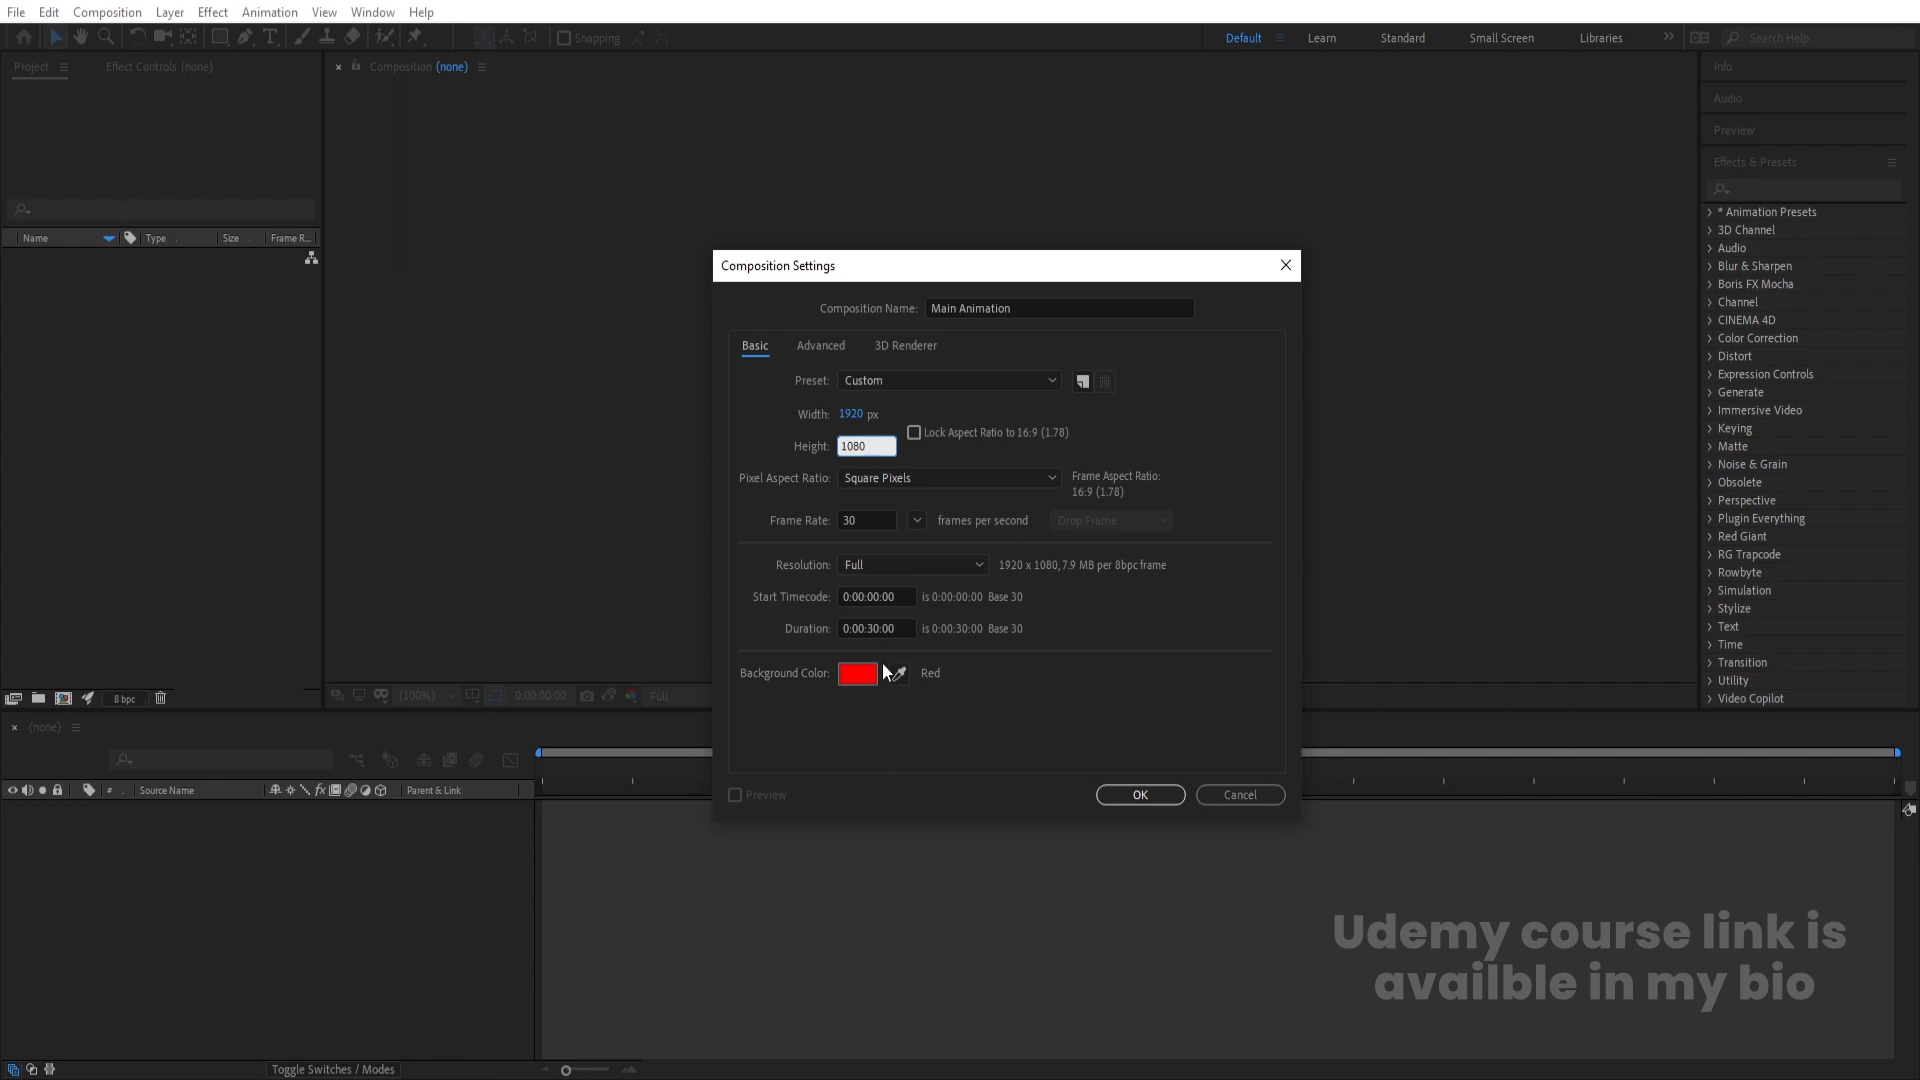 File Edit Composition Layer Effect Animation View Window Help
Snapping
Default Learn Standard Small Screen Libraries Search Help
Project Effect Controls (none)
Composition (none)
Info
Audio
Preview
Effects & Presets
Name Type Size Frame R...
* Animation Presets
3D Channel
Audio
Blur & Sharpen
Boris FX Mocha
Channel
CINEMA 4D
Color Correction
Distort
Expression Controls
Generate
Immersive Video
Keying
Matte
Noise & Grain
Obsolete
Perspective
Plugin Everything
Red Giant
RG Trapcode
Rowbyte
Simulation
Stylize
Text
Time
Transition
Utility
Video Copilot
Composition Settings
Composition Name: Main Animation
Basic Advanced 3D Renderer
Preset: Custom
Width: 1920 px
Lock Aspect Ratio to 16:9 (1.78)
Height: 1080
Pixel Aspect Ratio: Square Pixels
Frame Aspect Ratio:
16:9 (1.78)
Frame Rate: 30 frames per second Drop Frame
Resolution: Full 1920 x 1080, 7.9 MB per 8bpc frame
Start Timecode: 0:00:00:00 is 0:00:00:00 Base 30
Duration: 0:00:30:00 is 0:00:30:00 Base 30
Background Color: Red
Preview OK Cancel
8 bpc
(100%) 0:00:00:00 Full
(none)
# Source Name fx Parent & Link
Udemy course link is
availble in my bio
Toggle Switches / Modes